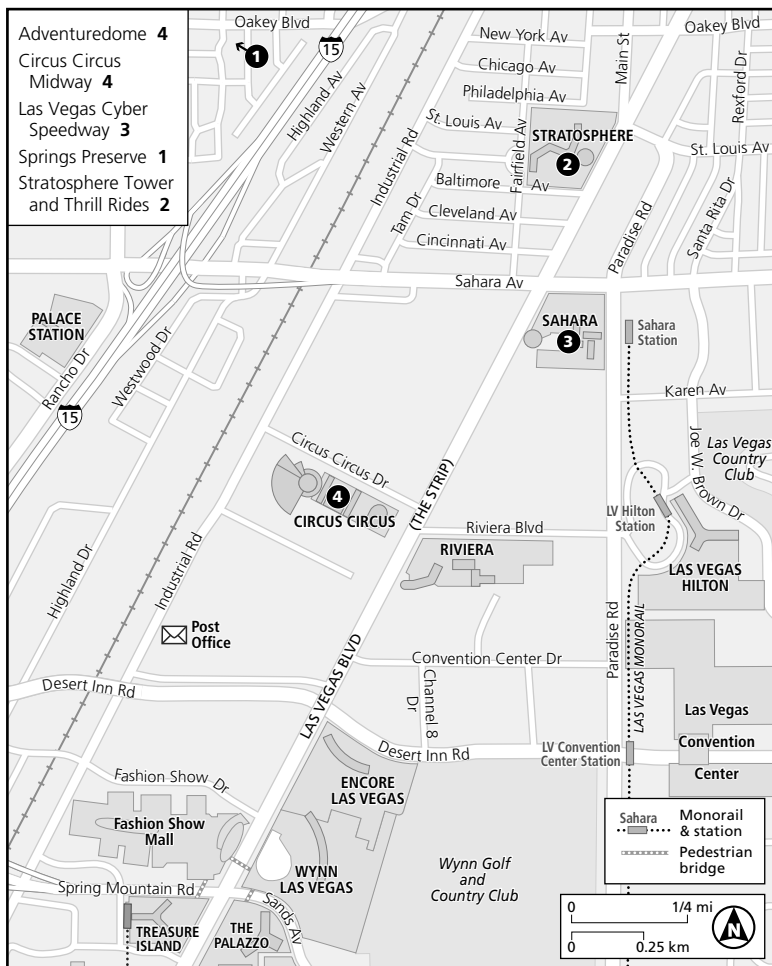 Adventuredome 4
Circus Circus
Midway 4
Las Vegas Cyber
Speedway 3
Springs Preserve 1
Stratosphere Tower
and Thrill Rides 2
Oakey Blvd
1
15
Highland Av
Western Av
Industrial Rd
New York Av
Chicago Av
Philadelphia Av
St. Louis Av
Fairfield Av
Main St
Oakey Blvd
Rexford Dr
STRATOSPHERE
2
St. Louis Av
Baltimore Av
Tam Dr
Cleveland Av
Cincinnati Av
Paradise Rd
Santa Rita Dr
Sahara Av
PALACE
STATION
Rancho Dr
Westwood Dr
15
SAHARA
3
Sahara
Station
Karen Av
Joe W. Brown Dr
Las Vegas
Country
Club
Circus Circus Dr
4
CIRCUS CIRCUS
(THE STRIP)
LV Hilton
Station
Riviera Blvd
RIVIERA
LAS VEGAS
HILTON
Highland Dr
Industrial Rd
Post
Office
LAS VEGAS BLVD
Paradise Rd
LAS VEGAS MONORAIL
Convention Center Dr
Channel 8
Dr
Desert Inn Rd
Desert Inn Rd
LV Convention
Center Station
Las Vegas
Convention
Center
Fashion Show Dr
ENCORE
LAS VEGAS
Fashion Show
Mall
WYNN
LAS VEGAS
Wynn Golf
and
Country Club
Spring Mountain Rd
Sands Av
TREASURE
ISLAND
THE
PALAZZO
Sahara
Monorail
& station
Pedestrian
bridge
0 1/4 mi
0 0.25 km
N